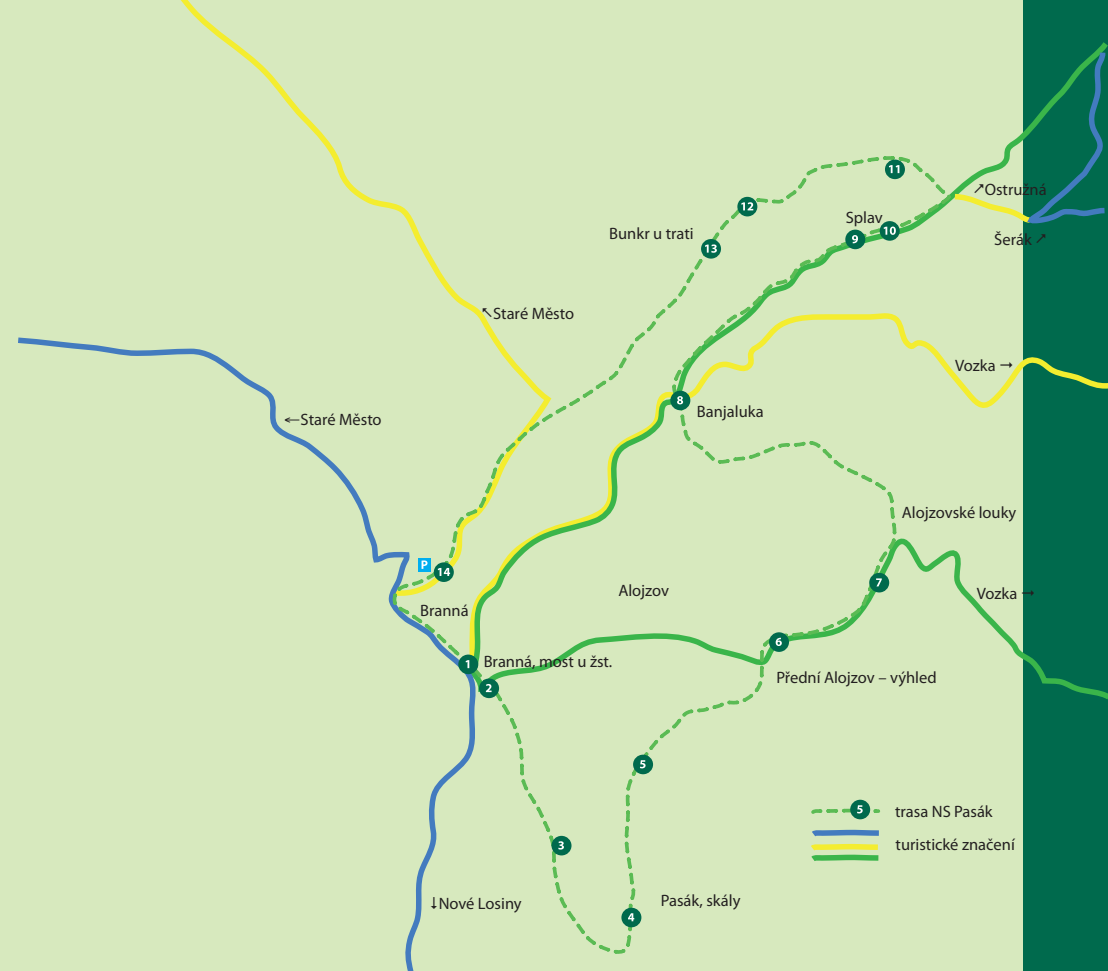 11
↗Ostružná
12
Splav
Bunkr u trati
10
9
Šerák ↗
13
↖Staré Město
Vozka →
8
Banjaluka
←Staré Město
Alojzovské louky
P
14
7
Alojzov
Vozka →
Branná
6
1
Branná, most u žst.
Přední Alojzov – výhled
2
5
5
trasa NS Pasák
turistické značení
3
Pasák, skály
↓Nové Losiny
4